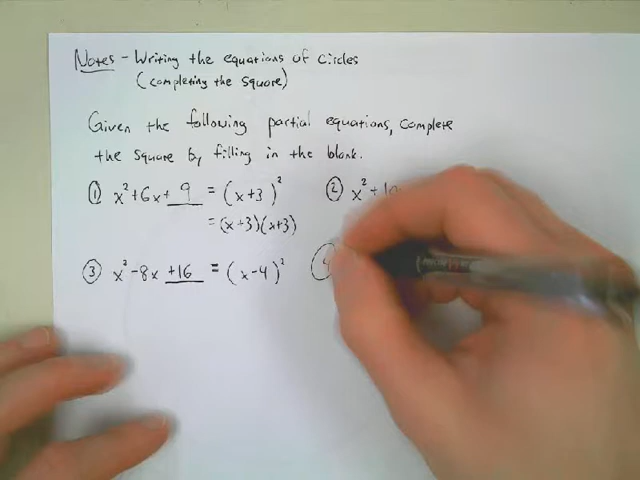 Notes - Writing the equations of circles
(completing the square)
Given the following partial equations, complete
the square by filling in the blank.
① x²+6x+ 9 = (x+3)²
= (x+3)(x+3)
② x²+10
③ x²-8x +16 = (x-4)²
④